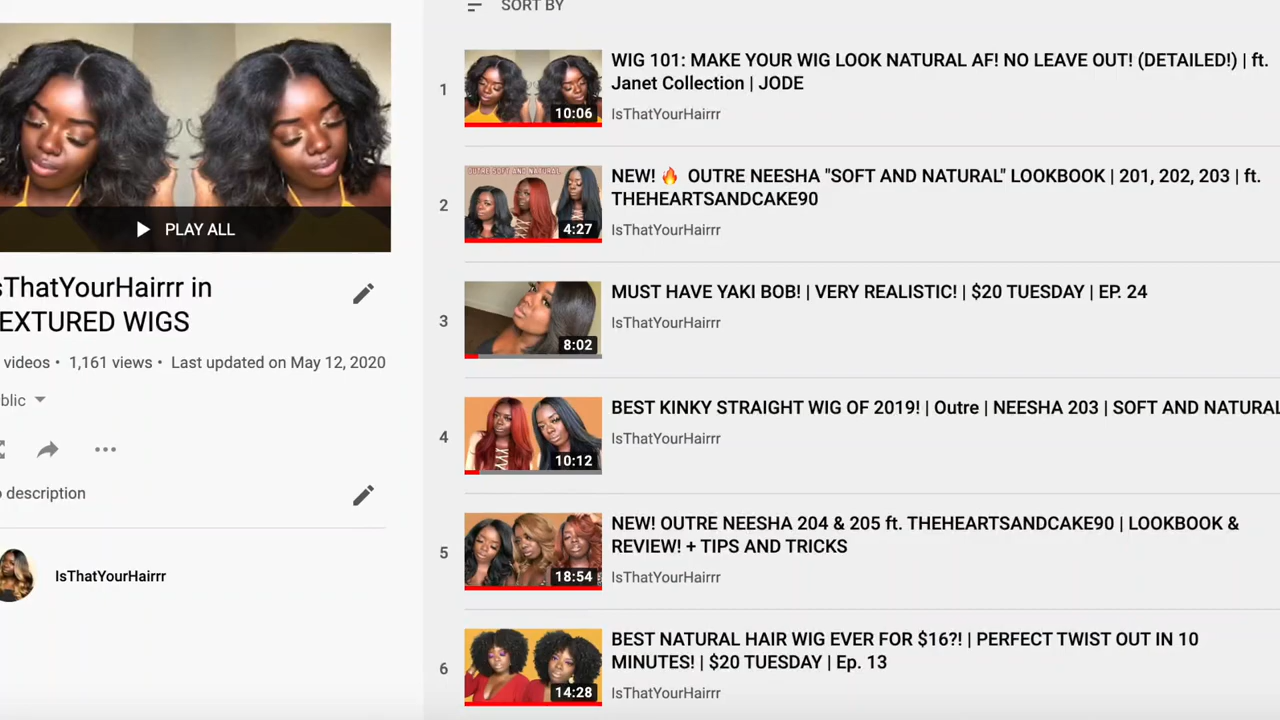 SORT BY
PLAY ALL
sThatYourHairrr in
EXTURED WIGS
videos • 1,161 views • Last updated on May 12, 2020
blic
description
IsThatYourHairrr
1
10:06
WIG 101: MAKE YOUR WIG LOOK NATURAL AF! NO LEAVE OUT! (DETAILED!) | ft.
Janet Collection | JODE
IsThatYourHairrr
2
OUTRE SOFT AND NATURAL
4:27
NEW! 🔥 OUTRE NEESHA "SOFT AND NATURAL" LOOKBOOK | 201, 202, 203 | ft.
THEHEARTSANDCAKE90
IsThatYourHairrr
3
8:02
MUST HAVE YAKI BOB! | VERY REALISTIC! | $20 TUESDAY | EP. 24
IsThatYourHairrr
4
10:12
BEST KINKY STRAIGHT WIG OF 2019! | Outre | NEESHA 203 | SOFT AND NATURAL
IsThatYourHairrr
5
18:54
NEW! OUTRE NEESHA 204 & 205 ft. THEHEARTSANDCAKE90 | LOOKBOOK &
REVIEW! + TIPS AND TRICKS
IsThatYourHairrr
6
14:28
BEST NATURAL HAIR WIG EVER FOR $16?! | PERFECT TWIST OUT IN 10
MINUTES! | $20 TUESDAY | Ep. 13
IsThatYourHairrr